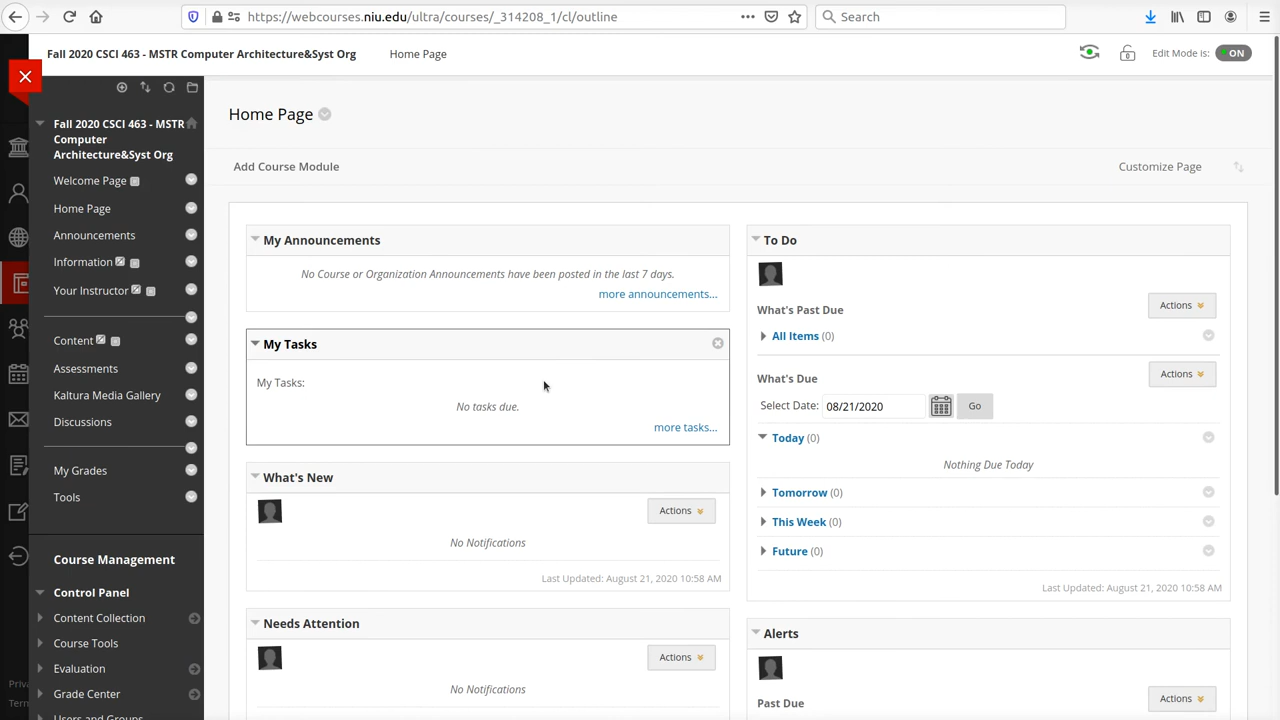 https://webcourses.niu.edu/ultra/courses/_314208_1/cl/outline
Search
Fall 2020 CSCI 463 - MSTR Computer Architecture&Syst Org
Home Page
Edit Mode is:
ON
Fall 2020 CSCI 463 - MSTR
Computer
Architecture&Syst Org
Welcome Page
Home Page
Announcements
Information
Your Instructor
Content
Assessments
Kaltura Media Gallery
Discussions
My Grades
Tools
Course Management
Control Panel
Content Collection
Course Tools
Evaluation
Grade Center
Users and Groups
Priv
Term
Home Page
Add Course Module
Customize Page
My Announcements
No Course or Organization Announcements have been posted in the last 7 days.
more announcements...
My Tasks
My Tasks:
No tasks due.
more tasks...
What's New
Actions
No Notifications
Last Updated: August 21, 2020 10:58 AM
Needs Attention
Actions
No Notifications
To Do
What's Past Due
Actions
All Items (0)
What's Due
Actions
Select Date: 08/21/2020
Go
Today (0)
Nothing Due Today
Tomorrow (0)
This Week (0)
Future (0)
Last Updated: August 21, 2020 10:58 AM
Alerts
Past Due
Actions